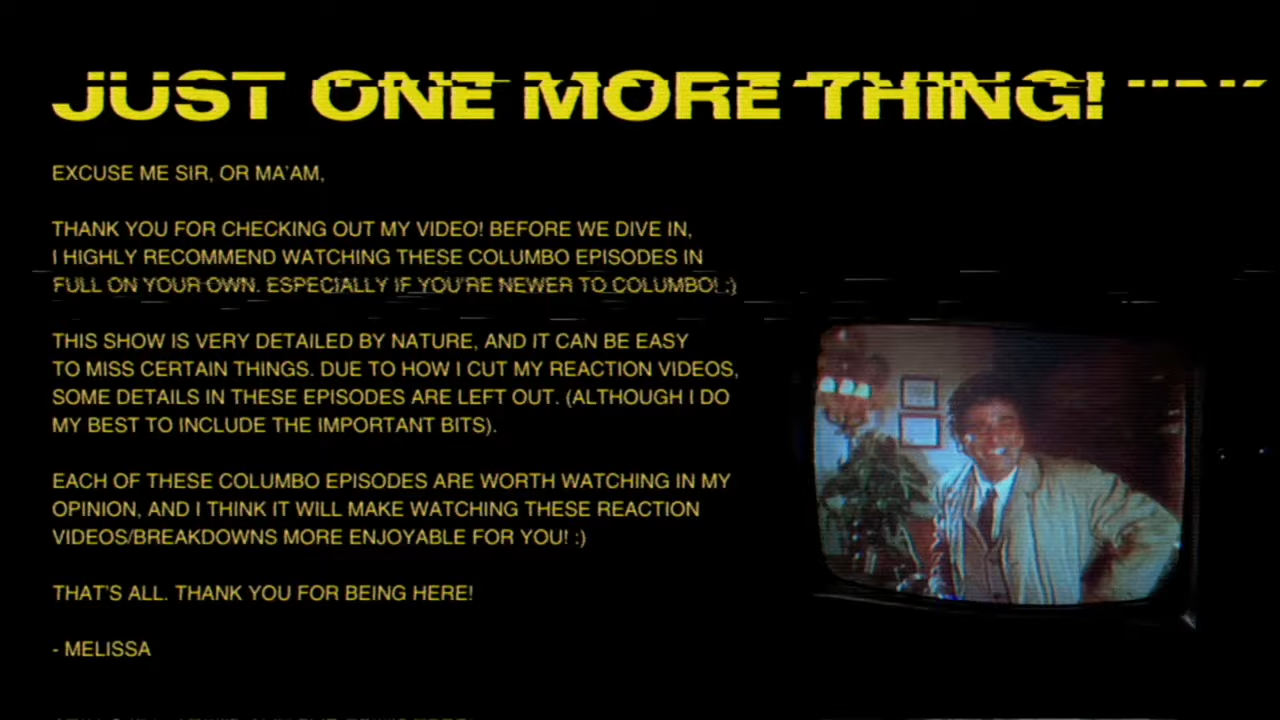 JUST ONE MORE THING!
EXCUSE ME SIR, OR MA'AM,
THANK YOU FOR CHECKING OUT MY VIDEO! BEFORE WE DIVE IN,
I HIGHLY RECOMMEND WATCHING THESE COLUMBO EPISODES IN
FULL ON YOUR OWN. ESPECIALLY IF YOU'RE NEWER TO COLUMBO! :)
THIS SHOW IS VERY DETAILED BY NATURE, AND IT CAN BE EASY
TO MISS CERTAIN THINGS. DUE TO HOW I CUT MY REACTION VIDEOS,
SOME DETAILS IN THESE EPISODES ARE LEFT OUT. (ALTHOUGH I DO
MY BEST TO INCLUDE THE IMPORTANT BITS).
EACH OF THESE COLUMBO EPISODES ARE WORTH WATCHING IN MY
OPINION, AND I THINK IT WILL MAKE WATCHING THESE REACTION
VIDEOS/BREAKDOWNS MORE ENJOYABLE FOR YOU! :)
THAT'S ALL. THANK YOU FOR BEING HERE!
- MELISSA